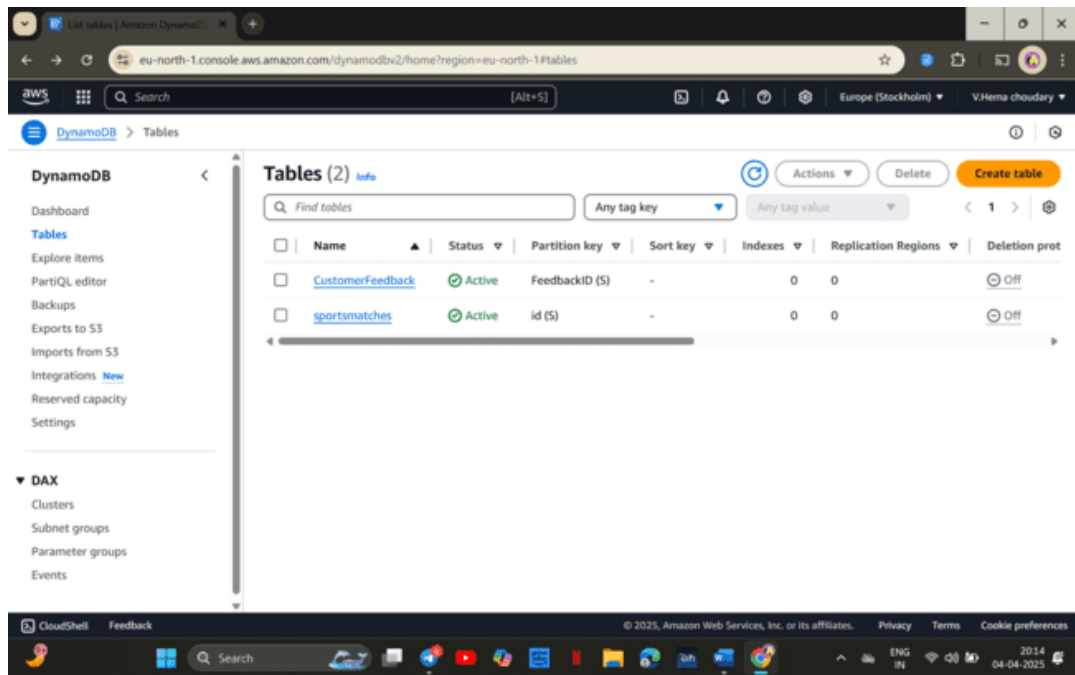 List tables | Amazon DynamoDB
eu-north-1.console.aws.amazon.com/dynamodbv2/home?region=eu-north-1#tables
aws Search [Alt+S] Europe (Stockholm) V.Hema choudary
DynamoDB > Tables
DynamoDB
Dashboard
Tables
Explore items
PartiQL editor
Backups
Exports to S3
Imports from S3
Integrations New
Reserved capacity
Settings
DAX
Clusters
Subnet groups
Parameter groups
Events
Tables (2) Info
Actions Delete Create table
Find tables Any tag key Any tag value 1
Name Status Partition key Sort key Indexes Replication Regions Deletion prot
CustomerFeedback Active FeedbackID (S) - 0 0 Off
sportsmatches Active id (S) - 0 0 Off
CloudShell Feedback © 2025, Amazon Web Services, Inc. or its affiliates. Privacy Terms Cookie preferences
Search ENG 20:14
IN 04-04-2025